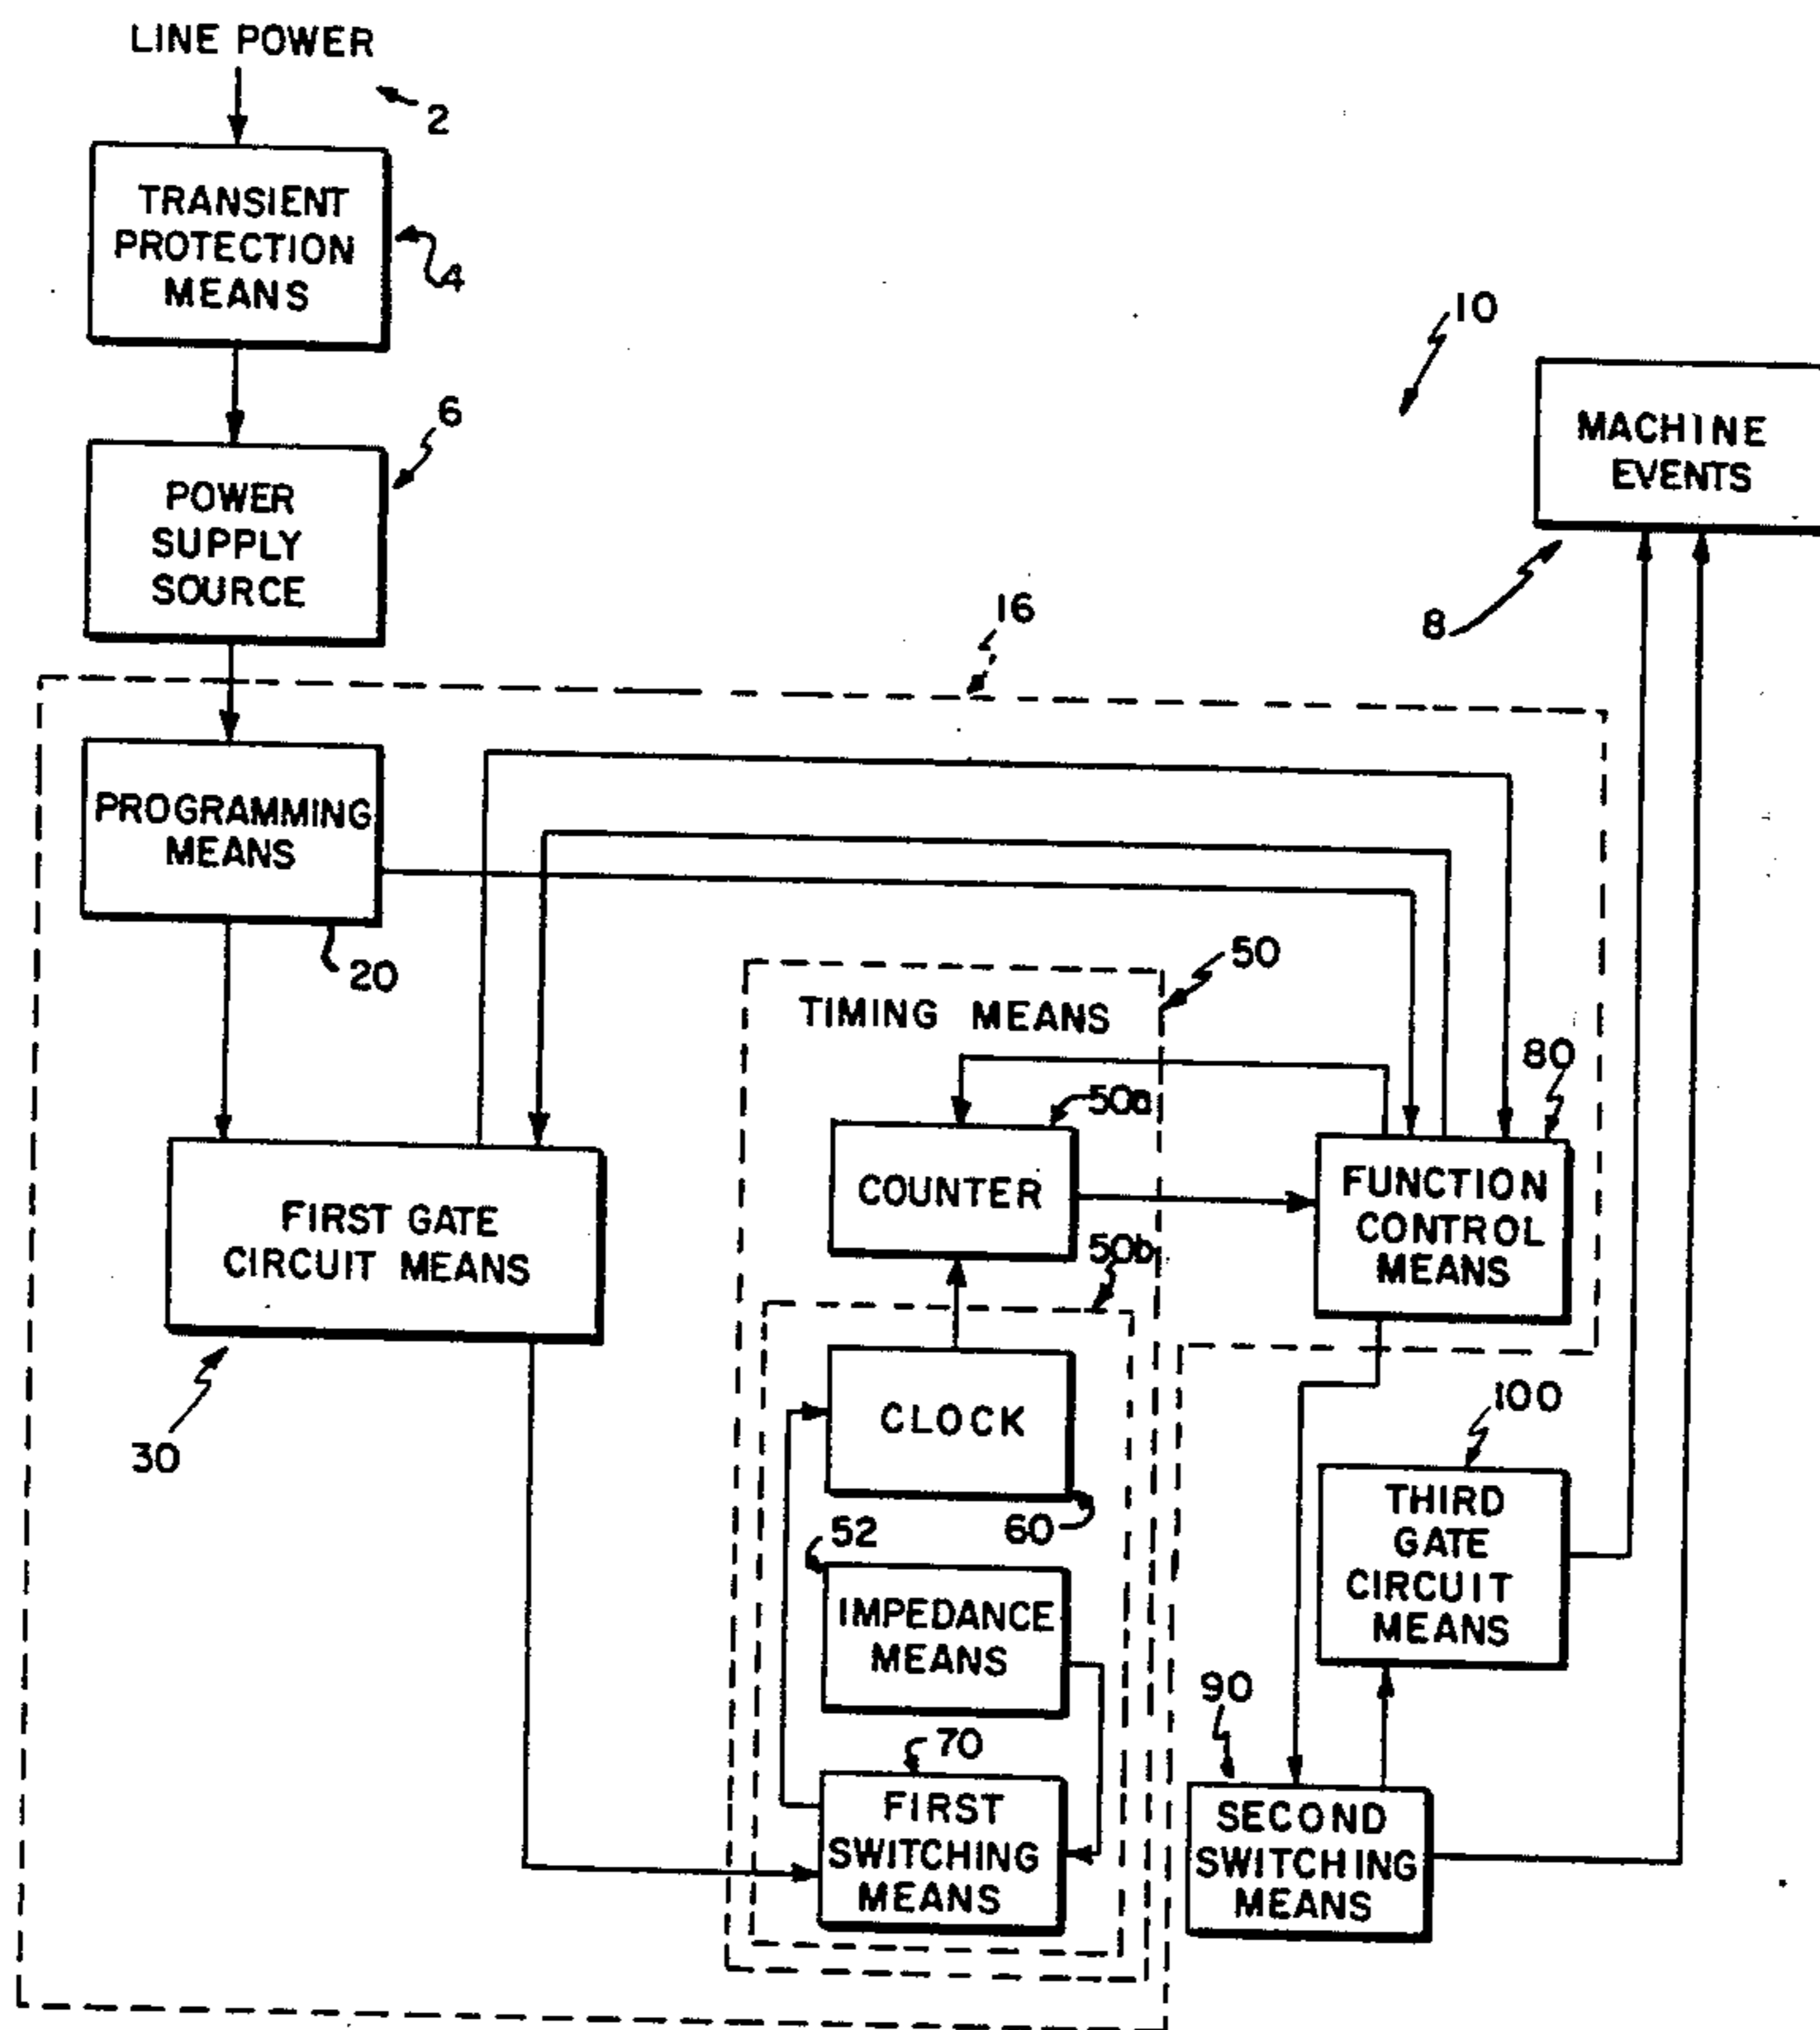 LINE POWER
2
TRANSIENT
PROTECTION
MEANS
4
10
6
MACHINE
EVENTS
POWER
SUPPLY
SOURCE
16
8
PROGRAMMING
MEANS
20
50
TIMING MEANS
80
50a
COUNTER
FUNCTION
CONTROL
MEANS
FIRST GATE
CIRCUIT MEANS
50b
30
CLOCK
100
60
52
THIRD
GATE
CIRCUIT
MEANS
IMPEDANCE
MEANS
90
70
FIRST
SWITCHING
MEANS
SECOND
SWITCHING
MEANS